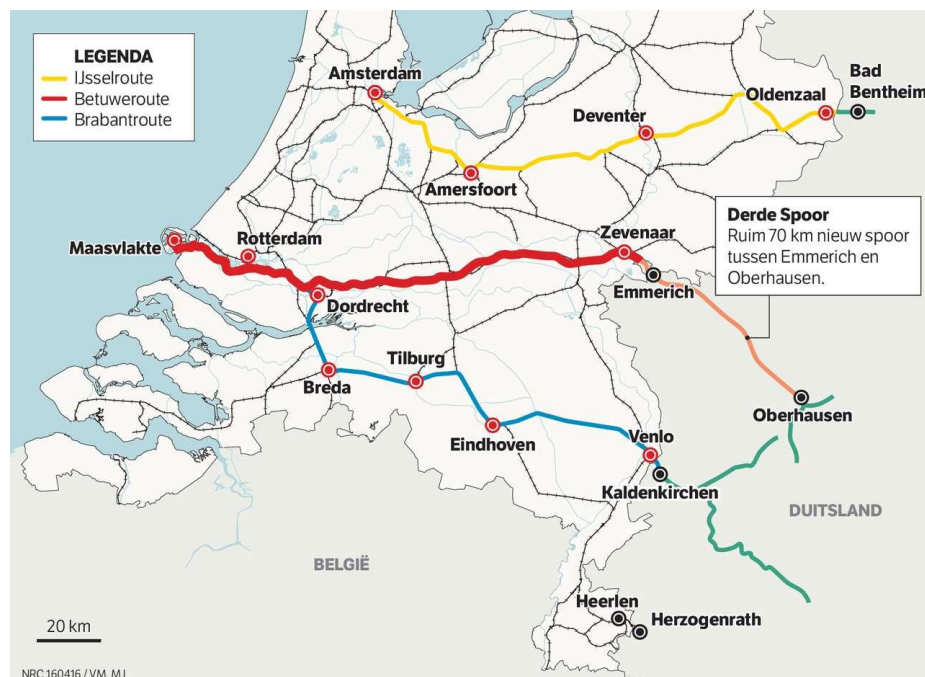 LEGENDA
IJsselroute
Betuweroute
Brabantroute
Amsterdam
Oldenzaal
Bad
Bentheim
Deventer
Amersfoort
Derde Spoor
Ruim 70 km nieuw spoor
tussen Emmerich en
Oberhausen.
Maasvlakte
Rotterdam
Zevenaar
Emmerich
Dordrecht
Tilburg
Breda
Oberhausen
Eindhoven
Venlo
Kaldenkirchen
DUITSLAND
BELGIË
Heerlen
Herzogenrath
20 km
NRC 160416 / VM, MJ